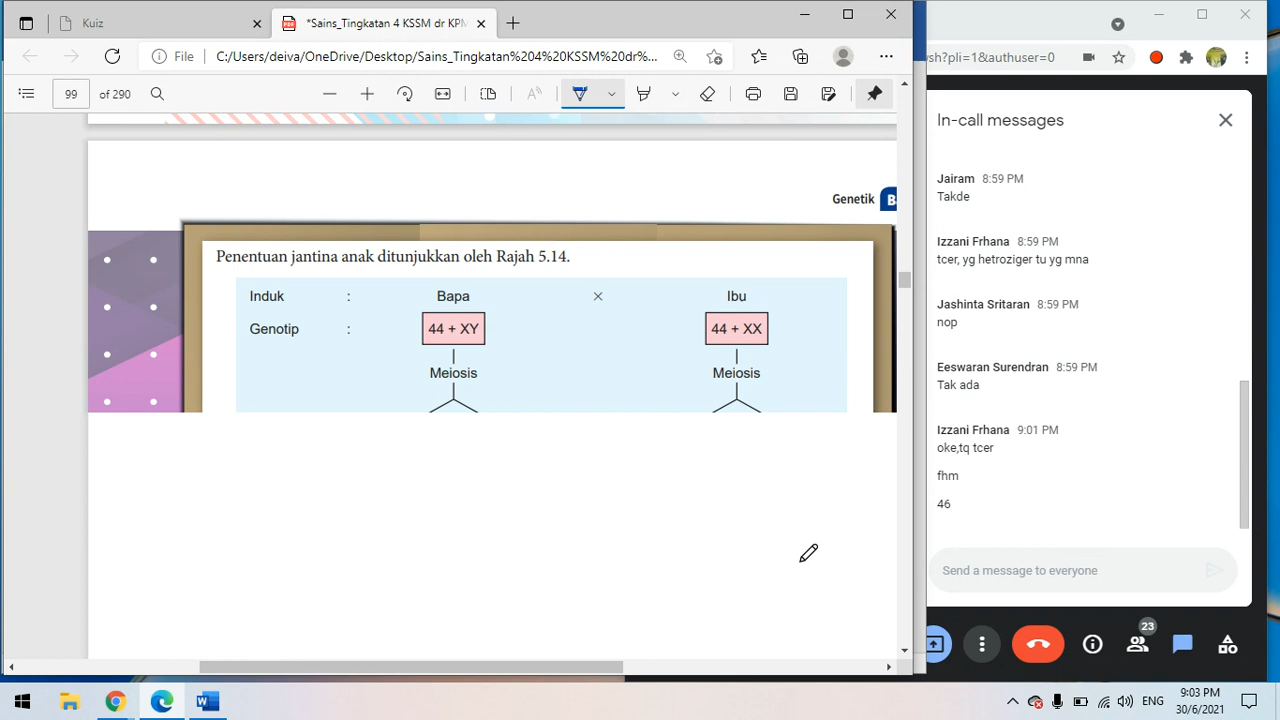 Kuiz
*Sains_Tingkatan 4 KSSM dr KPM
File
C:/Users/deiva/OneDrive/Desktop/Sains_Tingkatan%204%20KSSM%20dr%...
wsh?pli=1&authuser=0
99 of 290
Genetik
Penentuan jantina anak ditunjukkan oleh Rajah 5.14.
Induk : Bapa × Ibu
Genotip : 44 + XY 44 + XX
Meiosis Meiosis
In-call messages
Jairam 8:59 PM
Takde
Izzani Frhana 8:59 PM
tcer, yg hetroziger tu yg mna
Jashinta Sritaran 8:59 PM
nop
Eeswaran Surendran 8:59 PM
Tak ada
Izzani Frhana 9:01 PM
oke,tq tcer
fhm
46
Send a message to everyone
23
ENG
9:03 PM
30/6/2021